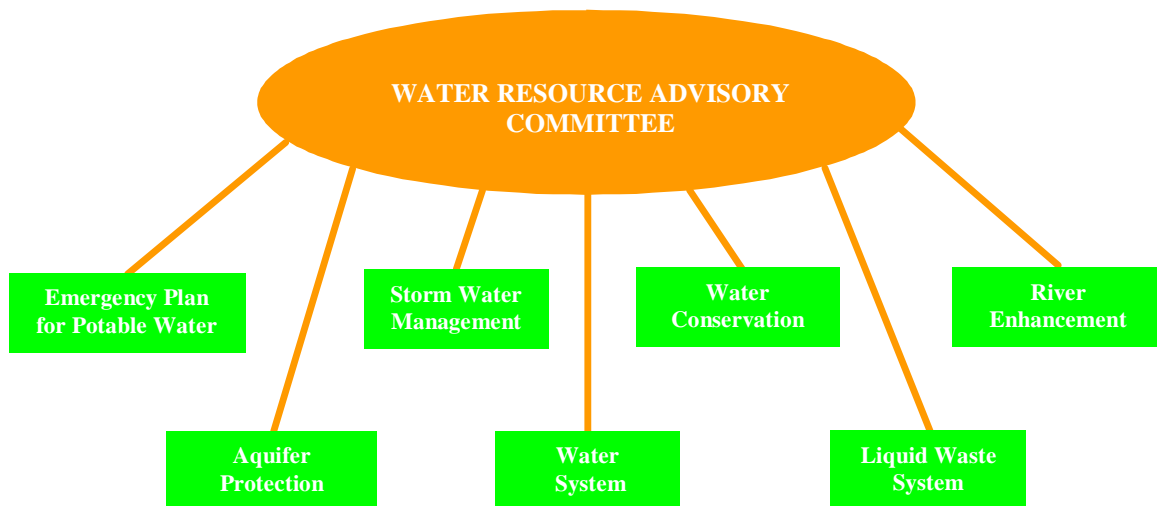 WATER RESOURCE ADVISORY
COMMITTEE
Emergency Plan
for Potable Water
Storm Water
Management
Water
Conservation
River
Enhancement
Aquifer
Protection
Water
System
Liquid Waste
System